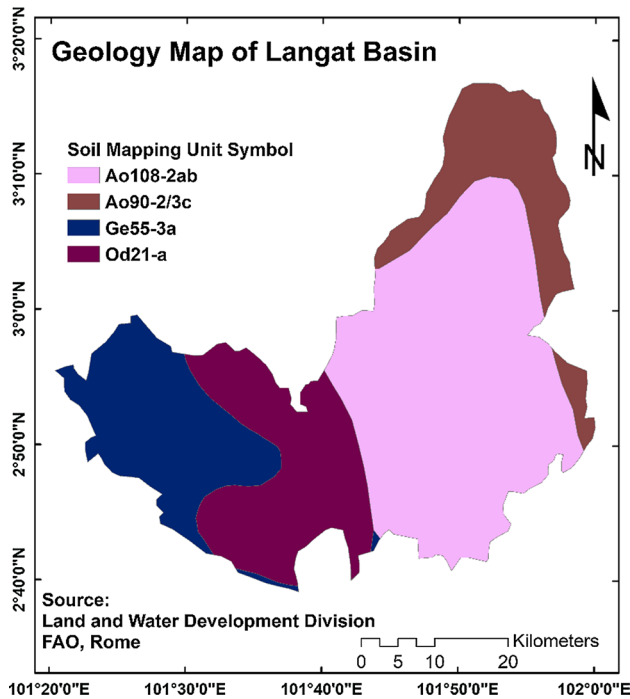 Geology Map of Langat Basin
Soil Mapping Unit Symbol
Ao108-2ab
Ao90-2/3c
Ge55-3a
Od21-a
N
3°20'0"N
3°10'0"N
3°0'0"N
2°50'0"N
2°40'0"N
Source:
Land and Water Development Division
FAO, Rome
Kilometers
0 5 10 20
101°20'0"E 101°30'0"E 101°40'0"E 101°50'0"E 102°0'0"E